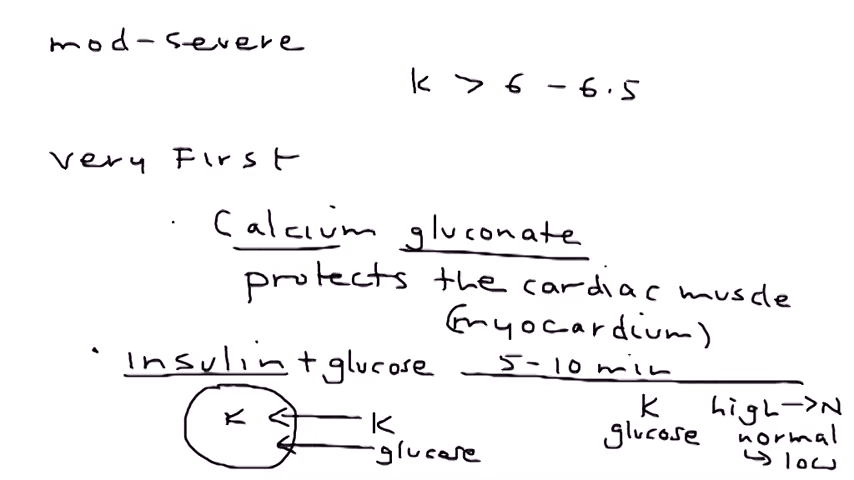 mod-severe
K > 6 - 6.5
very First
· Calcium gluconate
protects the cardiac muscle
(myocardium)
· insulin + glucose 5-10 min
K ← K
← glucose
K high → N
glucose normal
↳ low